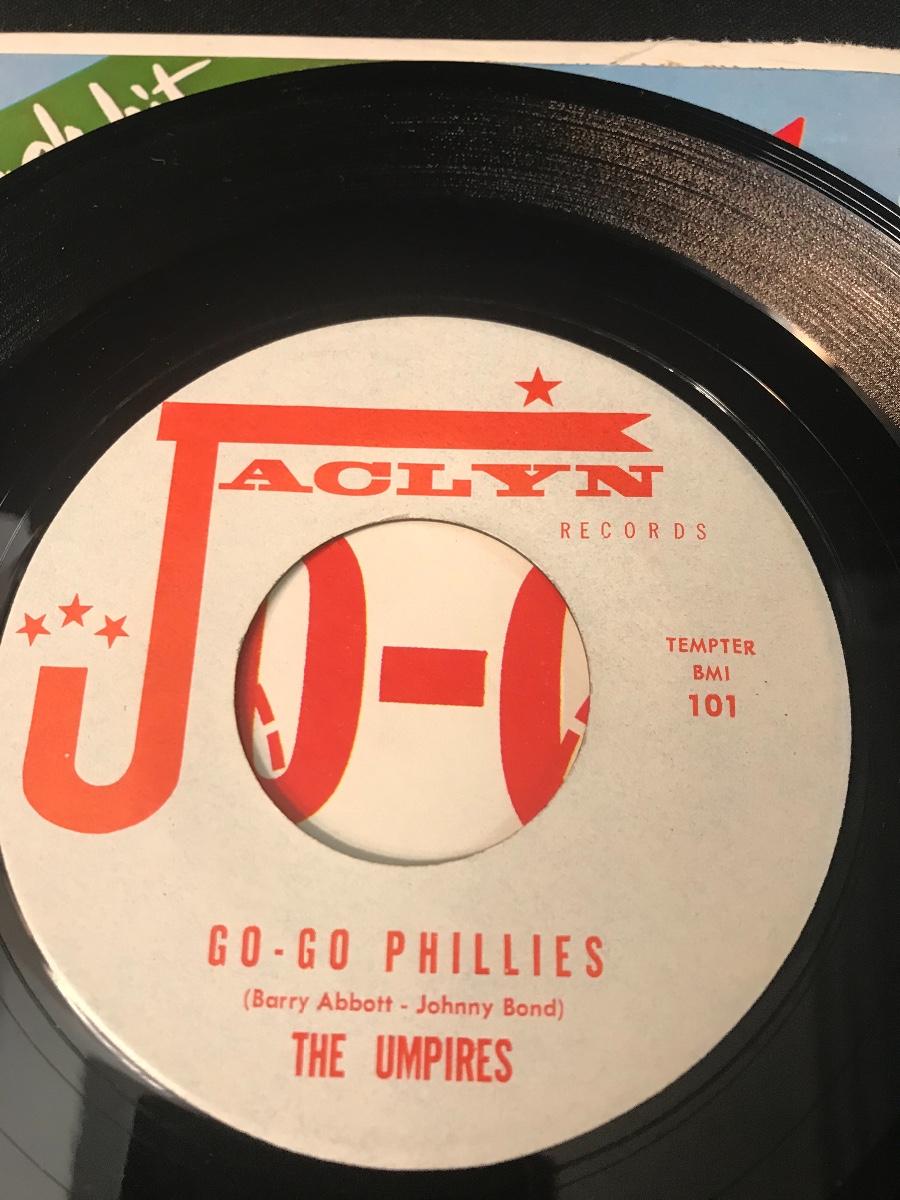 JACLYN
RECORDS
TEMPTER
BMI
101
GO-GO PHILLIES
(Barry Abbott - Johnny Bond)
THE UMPIRES